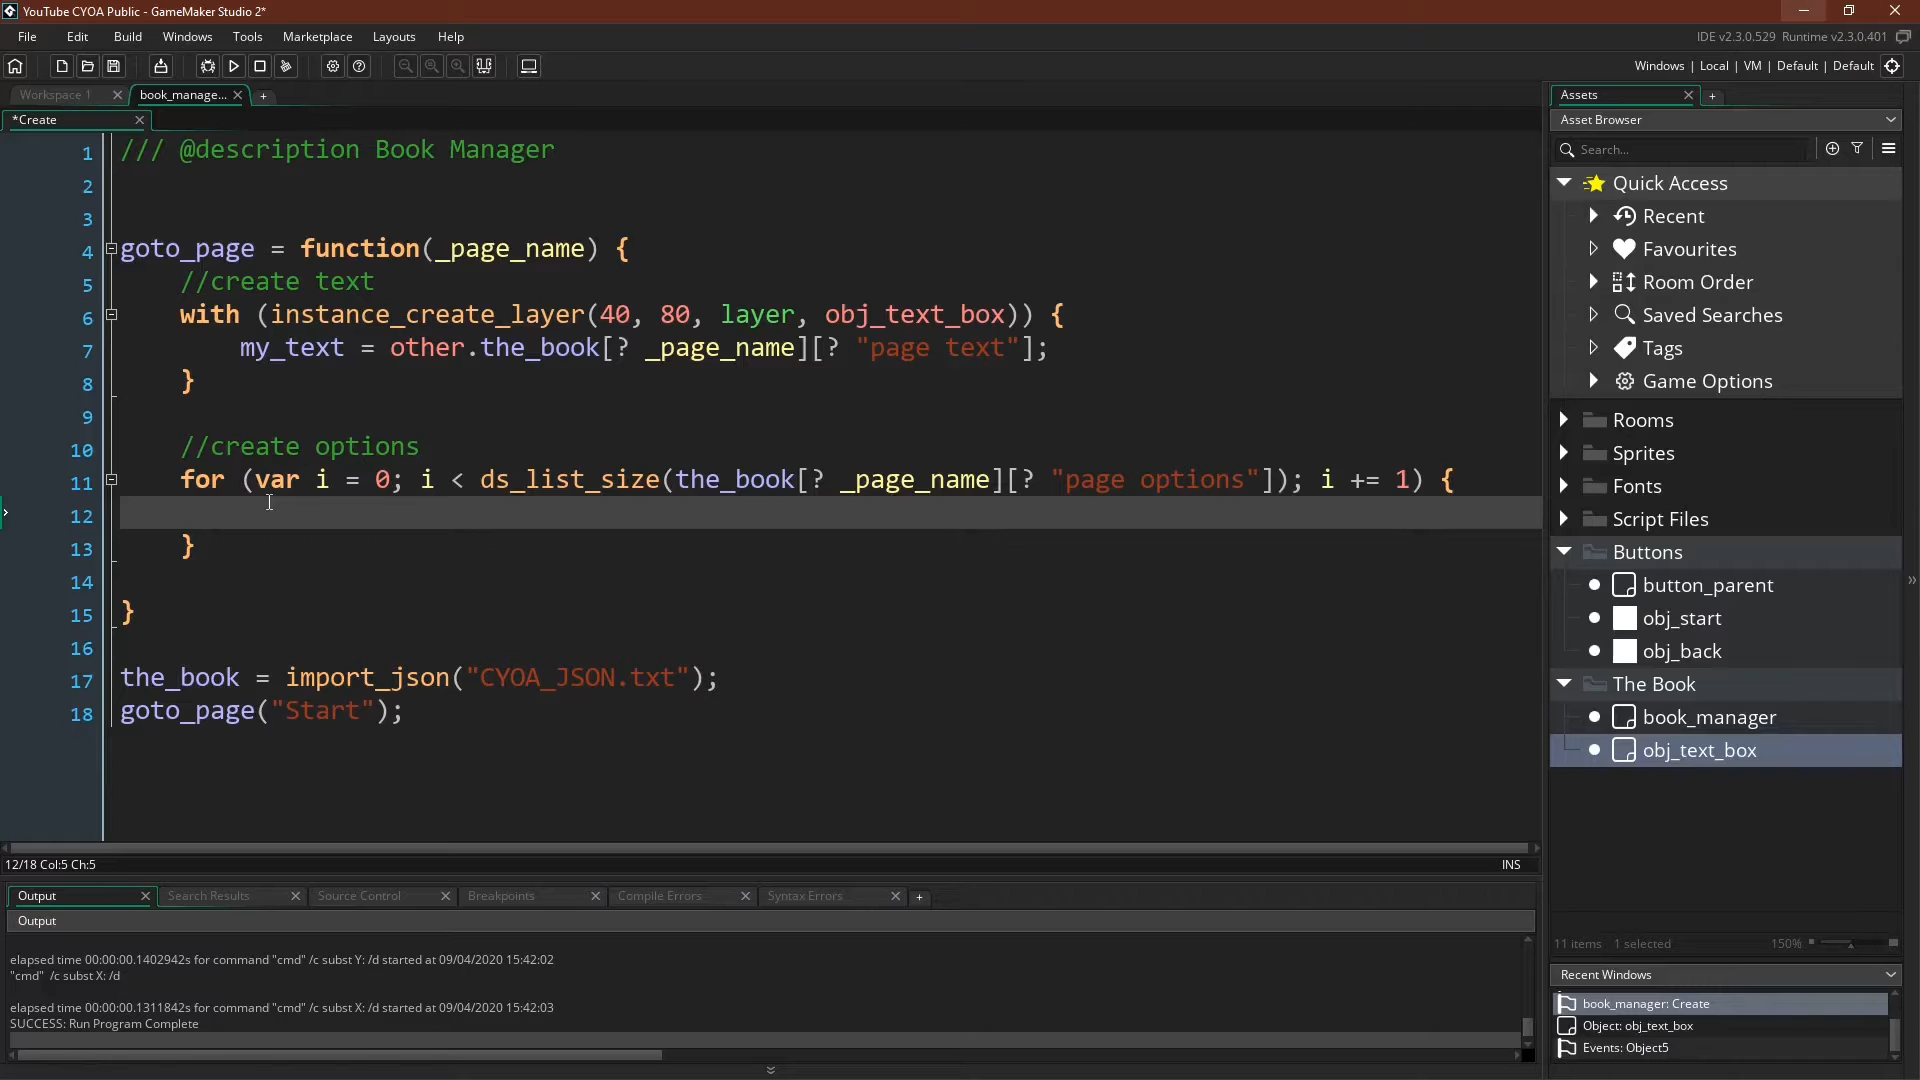 YouTube CYOA Public - GameMaker Studio 2*
File Edit Build Windows Tools Marketplace Layouts Help
IDE v2.3.0.529 Runtime v2.3.0.401
Windows | Local | VM | Default | Default
Workspace 1
book_manage...
*Create
1 /// @description Book Manager
2
3
4 goto_page = function(_page_name) {
5 //create text
6 with (instance_create_layer(40, 80, layer, obj_text_box)) {
7 my_text = other.the_book[? _page_name][? "page text"];
8 }
9
10 //create options
11 for (var i = 0; i < ds_list_size(the_book[? _page_name][? "page options"]); i += 1) {
12
13 }
14
15 }
16
17 the_book = import_json("CYOA_JSON.txt");
18 goto_page("Start");
12/18 Col:5 Ch:5
INS
Output
Search Results
Source Control
Breakpoints
Compile Errors
Syntax Errors
Output
elapsed time 00:00:00.1402942s for command "cmd" /c subst Y: /d started at 09/04/2020 15:42:02
"cmd" /c subst X: /d
elapsed time 00:00:00.1311842s for command "cmd" /c subst X: /d started at 09/04/2020 15:42:03
SUCCESS: Run Program Complete
Assets
Asset Browser
Search...
Quick Access
Recent
Favourites
Room Order
Saved Searches
Tags
Game Options
Rooms
Sprites
Fonts
Script Files
Buttons
button_parent
obj_start
obj_back
The Book
book_manager
obj_text_box
11 items 1 selected
150%
Recent Windows
book_manager: Create
Object: obj_text_box
Events: Object5